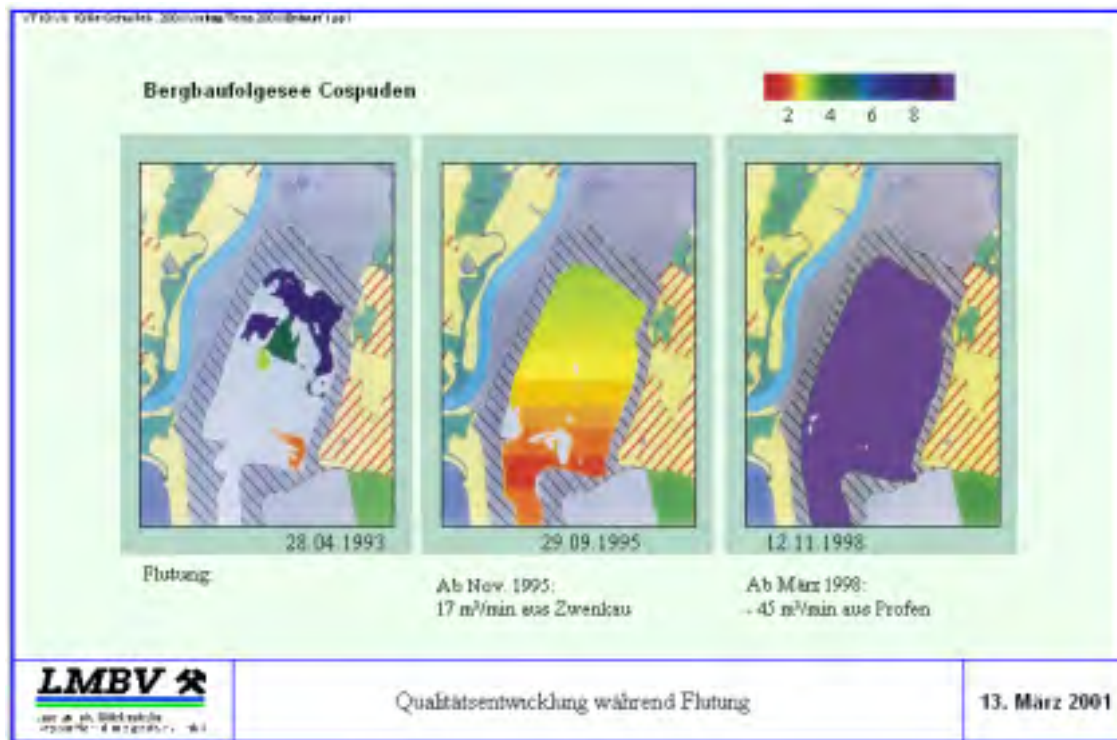 Bergbaufolgesee Cospuden
2 4 6 8
28.04.1993
29.09.1995
12.11.1998
Flutung:
Ab Nov. 1995:
17 m³/min aus Zwenkau
Ab März 1998:
~ 45 m³/min aus Profen
LMBV
Qualitätsentwicklung während Flutung
13. März 2001